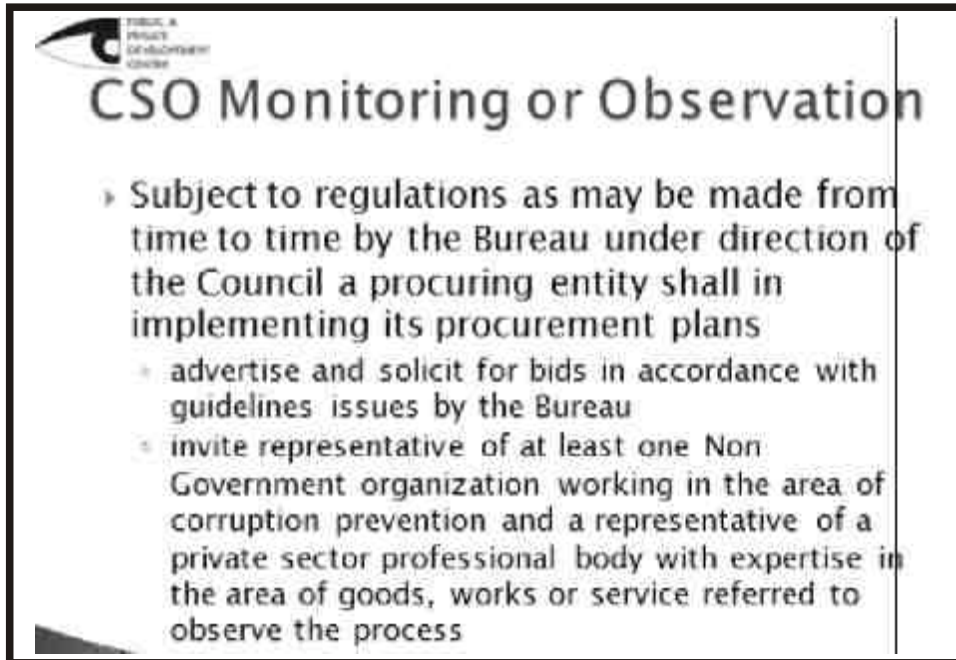 PUBLIC &
PRIVATE
DEVELOPMENT
CENTRE
CSO Monitoring or Observation
Subject to regulations as may be made from
time to time by the Bureau under direction of
the Council a procuring entity shall in
implementing its procurement plans
advertise and solicit for bids in accordance with
guidelines issues by the Bureau
invite representative of at least one Non
Government organization working in the area of
corruption prevention and a representative of a
private sector professional body with expertise in
the area of goods, works or service referred to
observe the process